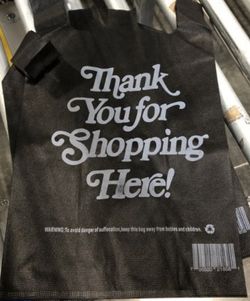 Thank
You for
Shopping
Here!
WARNING: To avoid danger of suffocation, keep this bag away from babies and children.